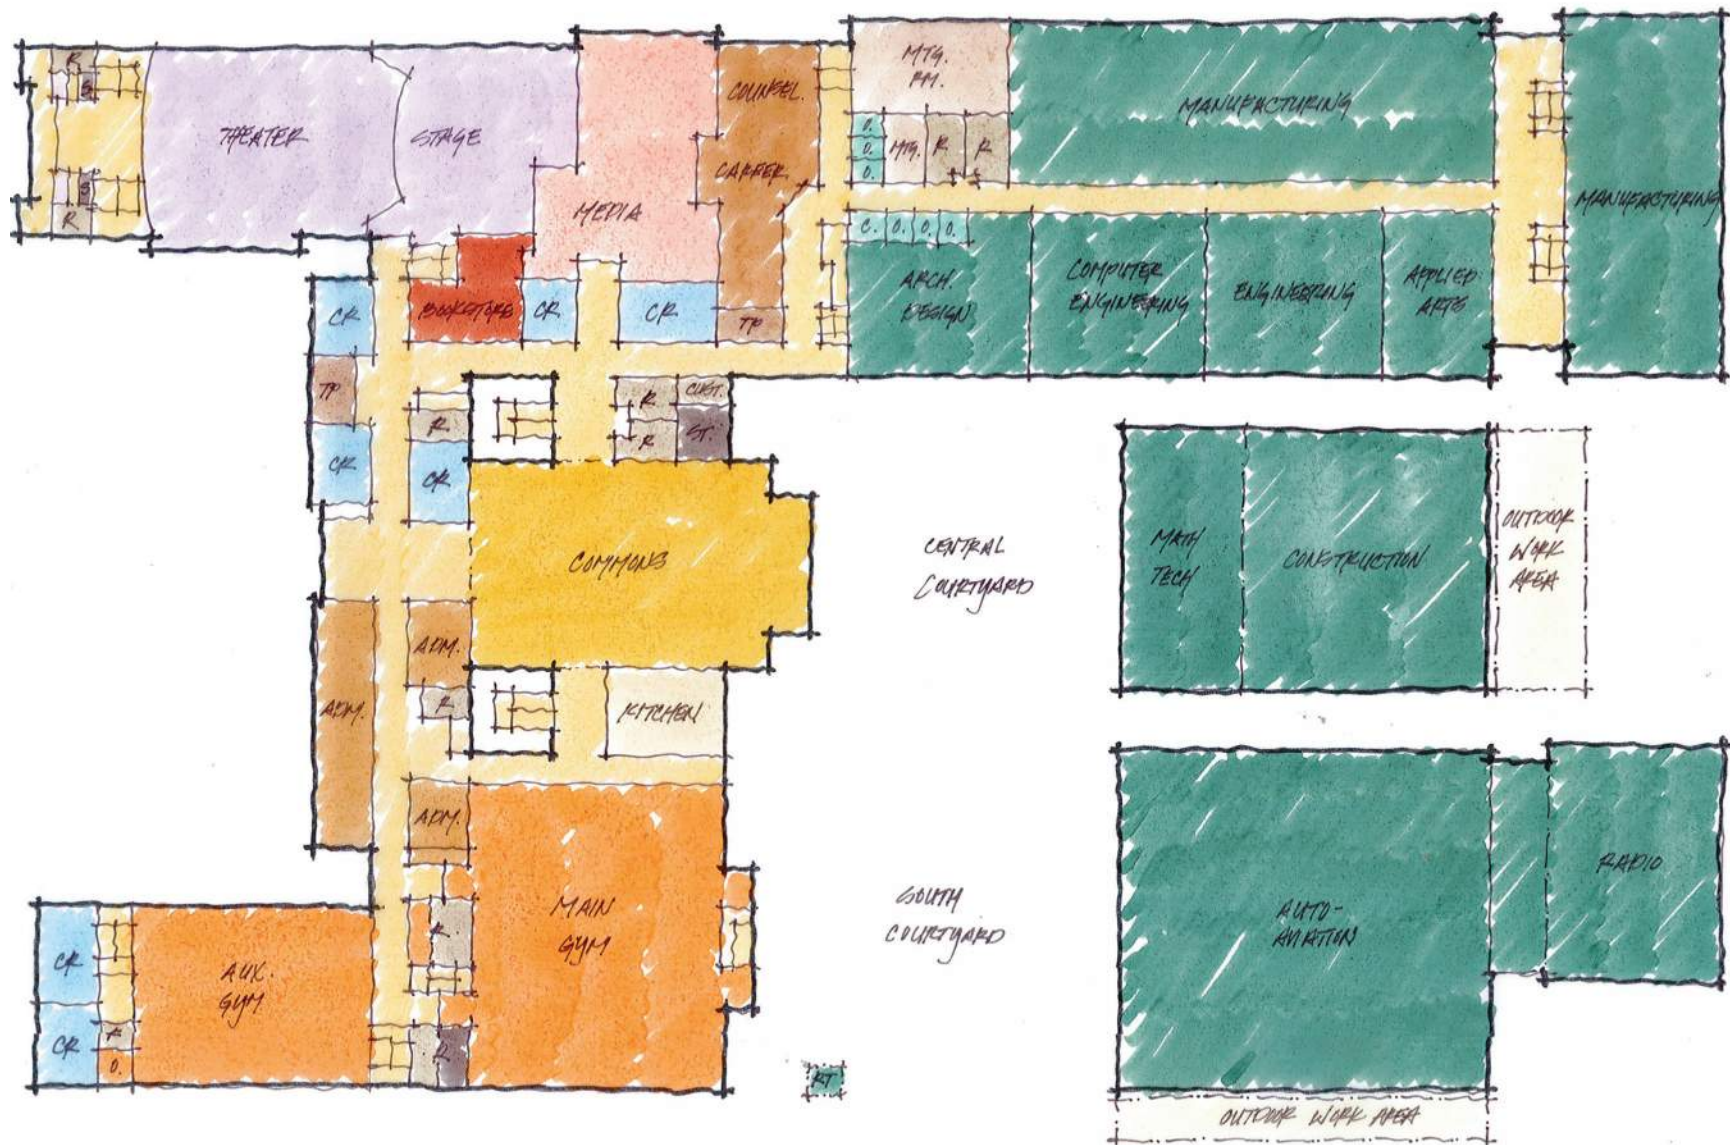 R
S
THEATER
STAGE
S
R
MEDIA
COUNSEL.
CAREER
MTG.
RM.
O.
O.
O.
MTG.
R
R
MANUFACTURING
MANUFACTURING
C.
O.
O.
O.
ARCH.
DESIGN
COMPUTER
ENGINEERING
ENGINEERING
APPLIED
ARTS
CR
BOOKSTORE
CR
CR
TP
TP
R
R
CUST.
R
ST.
CR
CR
COMMONS
CENTRAL
COURTYARD
MATH
TECH
CONSTRUCTION
OUTDOOR
WORK
AREA
ADM.
ADM.
R
KITCHEN
ADM.
MAIN
GYM
R.
R
SOUTH
COURTYARD
AUTO-
AVIATION
RADIO
CR
CR
R
O.
AUX.
GYM
RT
OUTDOOR WORK AREA